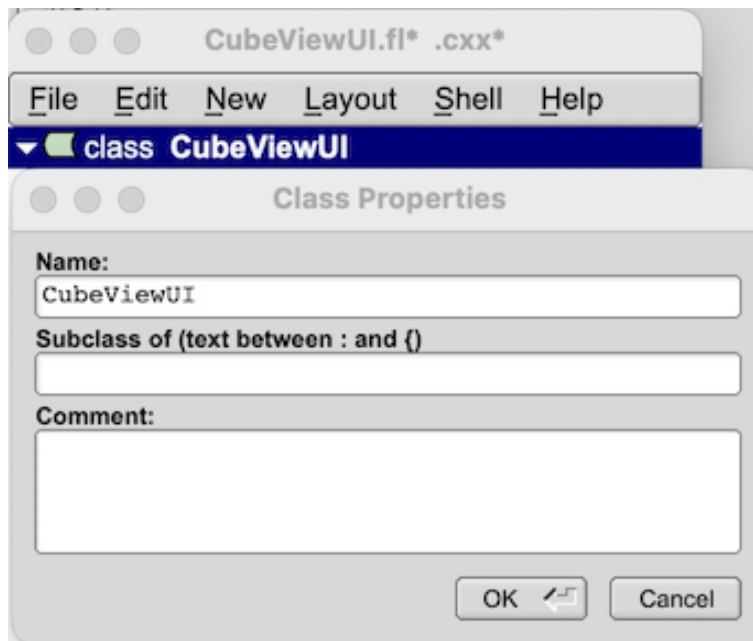 CubeViewUI.fl* .cxx*
File Edit New Layout Shell Help
class CubeViewUI
Class Properties
Name:
CubeViewUI
Subclass of (text between : and {)
Comment:
OK Cancel